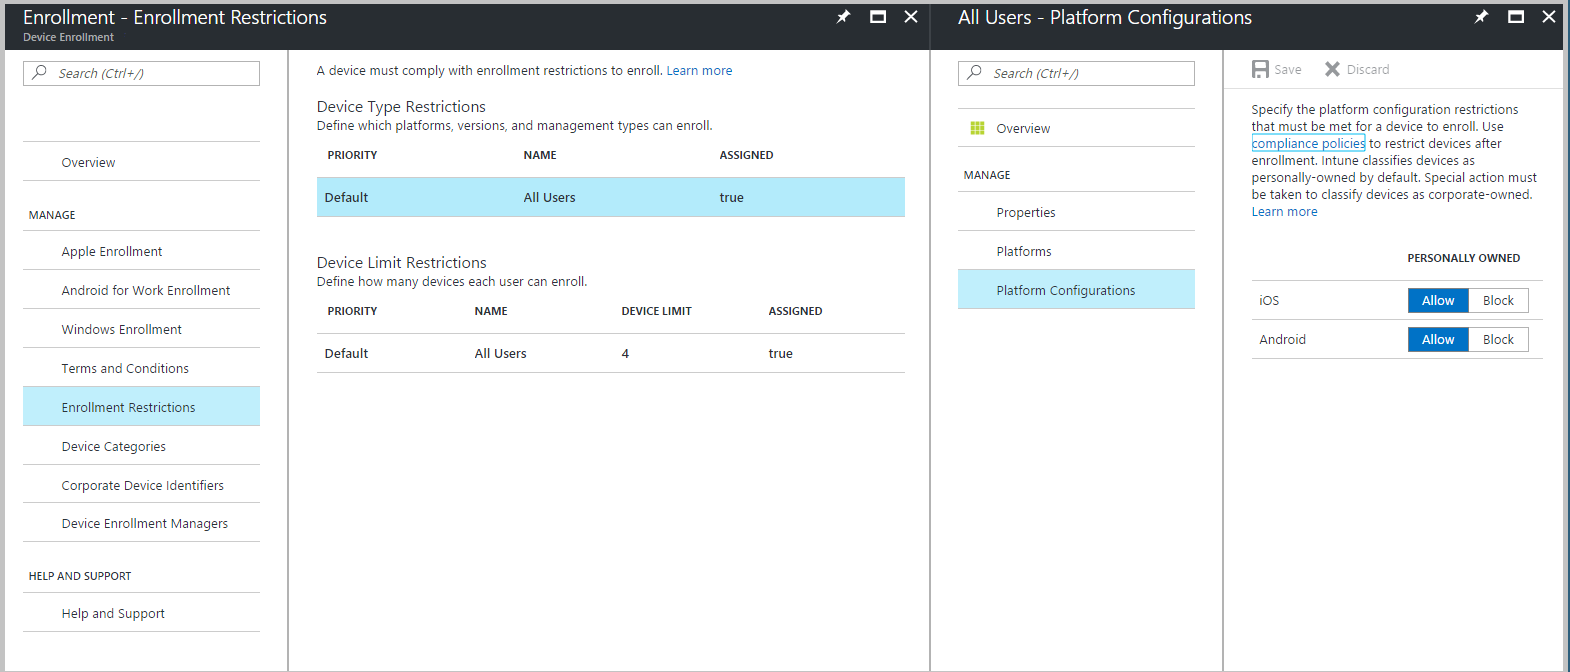 Enrollment - Enrollment Restrictions
Device Enrollment
Search (Ctrl+/)
Overview
MANAGE
Apple Enrollment
Android for Work Enrollment
Windows Enrollment
Terms and Conditions
Enrollment Restrictions
Device Categories
Corporate Device Identifiers
Device Enrollment Managers
HELP AND SUPPORT
Help and Support
A device must comply with enrollment restrictions to enroll. Learn more
Device Type Restrictions
Define which platforms, versions, and management types can enroll.
PRIORITY NAME ASSIGNED
Default All Users true
Device Limit Restrictions
Define how many devices each user can enroll.
PRIORITY NAME DEVICE LIMIT ASSIGNED
Default All Users 4 true
All Users - Platform Configurations
Search (Ctrl+/)
Overview
MANAGE
Properties
Platforms
Platform Configurations
Save Discard
Specify the platform configuration restrictions
that must be met for a device to enroll. Use
compliance policies to restrict devices after
enrollment. Intune classifies devices as
personally-owned by default. Special action must
be taken to classify devices as corporate-owned.
Learn more
PERSONALLY OWNED
iOS Allow Block
Android Allow Block